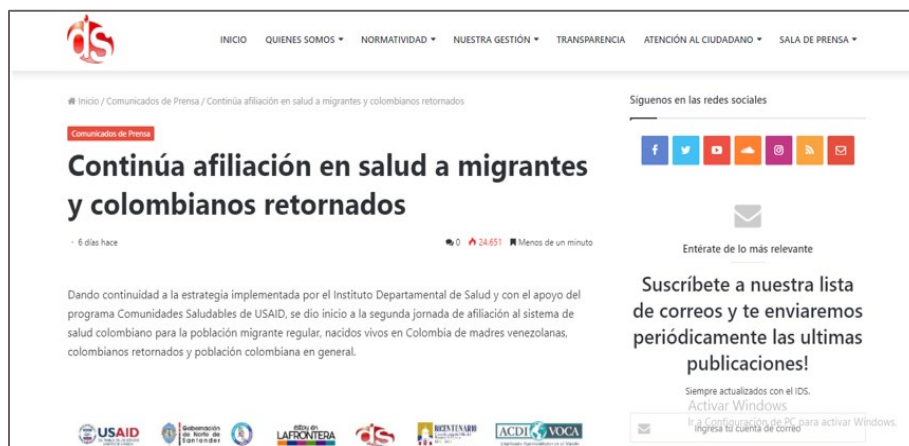 ds
INICIO QUIENES SOMOS NORMATIVIDAD NUESTRA GESTIÓN TRANSPARENCIA ATENCIÓN AL CIUDADANO SALA DE PRENSA
Inicio / Comunicados de Prensa / Continúa afiliación en salud a migrantes y colombianos retornados
Comunicados de Prensa
Continúa afiliación en salud a migrantes
y colombianos retornados
- 6 días hace 0 24.651 Menos de un minuto
Dando continuidad a la estrategia implementada por el Instituto Departamental de Salud y con el apoyo del
programa Comunidades Saludables de USAID, se dio inicio a la segunda jornada de afiliación al sistema de
salud colombiano para la población migrante regular, nacidos vivos en Colombia de madres venezolanas,
colombianos retornados y población colombiana en general.
USAID
Gobernación
de Norte de
Santander
estoy en
LAFRONTERA
ds
BICENTENARIO
ACDI VOCA
Síguenos en las redes sociales
Entérate de lo más relevante
Suscríbete a nuestra lista
de correos y te enviaremos
periódicamente las ultimas
publicaciones!
Siempre actualizados con el IDS.
Activar Windows
Ir a Configuración de PC para activar Windows.
Ingresa tu cuenta de correo